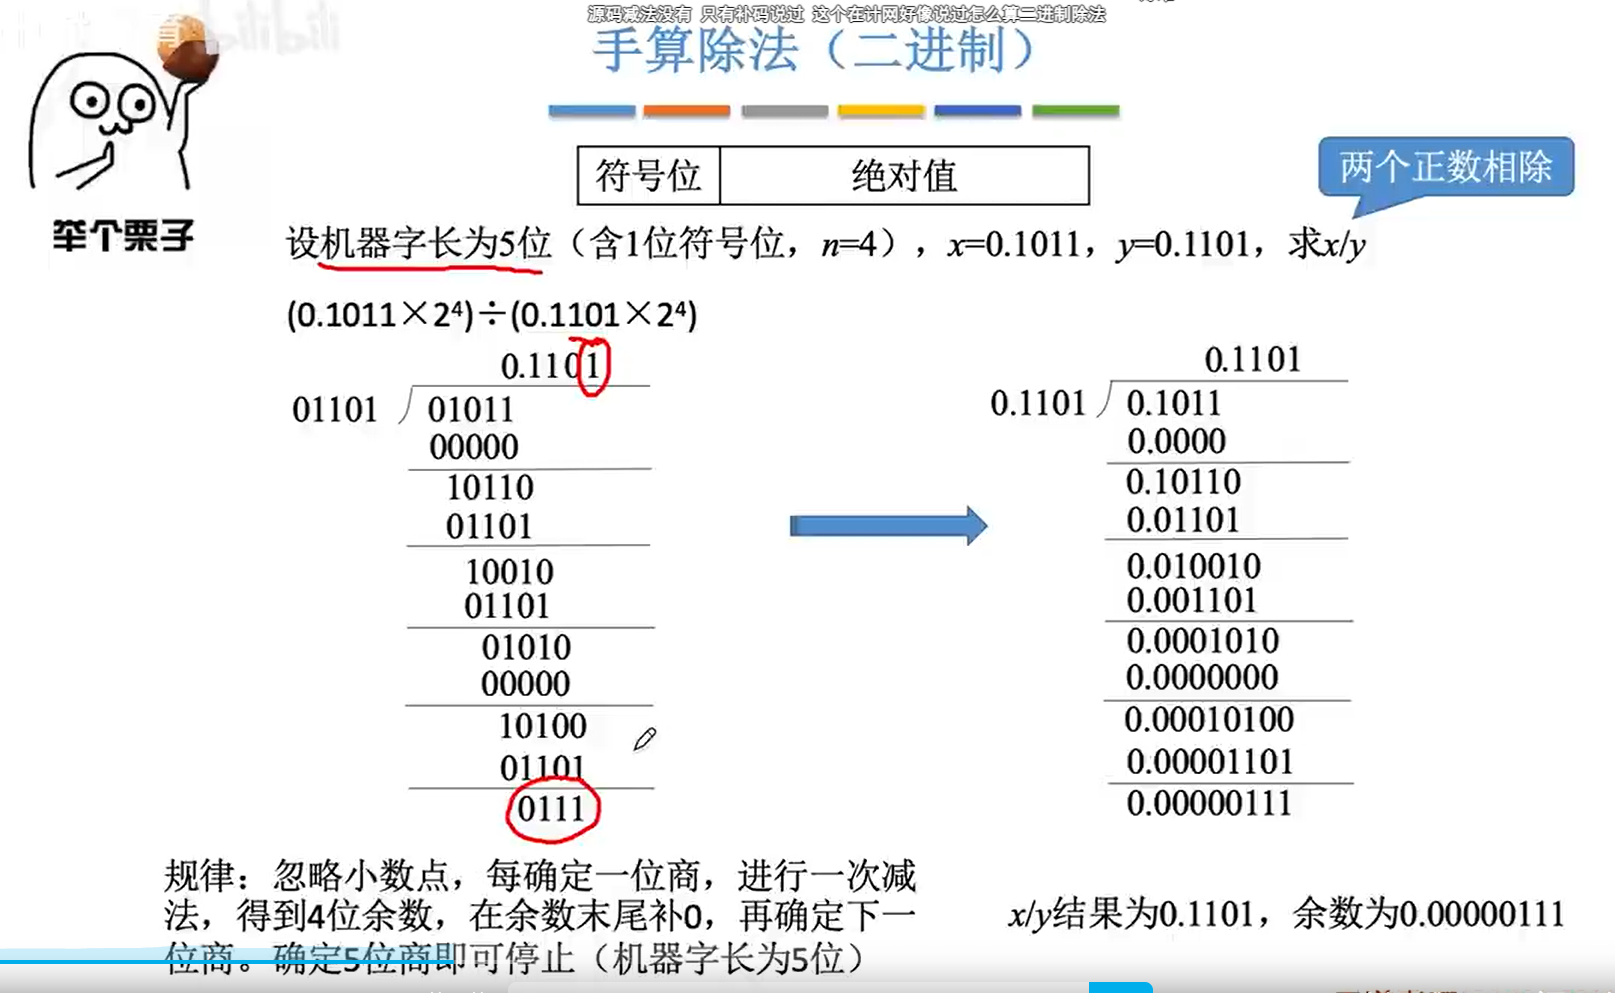 源码减法没有 只有补码说过 这个在计网好像说过怎么算二进制除法
bilibili
手算除法（二进制）
符号位 绝对值
两个正数相除
举个栗子
设机器字长为5位（含1位符号位，n=4），x=0.1011，y=0.1101，求x/y
(0.1011×2⁴)÷(0.1101×2⁴)
0.1101
01101 01011
00000
10110
01101
10010
01101
01010
00000
10100
01101
0111
0.1101
0.1101 0.1011
0.0000
0.10110
0.01101
0.010010
0.001101
0.0001010
0.0000000
0.00010100
0.00001101
0.00000111
规律：忽略小数点，每确定一位商，进行一次减
法，得到4位余数，在余数末尾补0，再确定下一
位商。确定5位商即可停止（机器字长为5位）
x/y结果为0.1101，余数为0.00000111